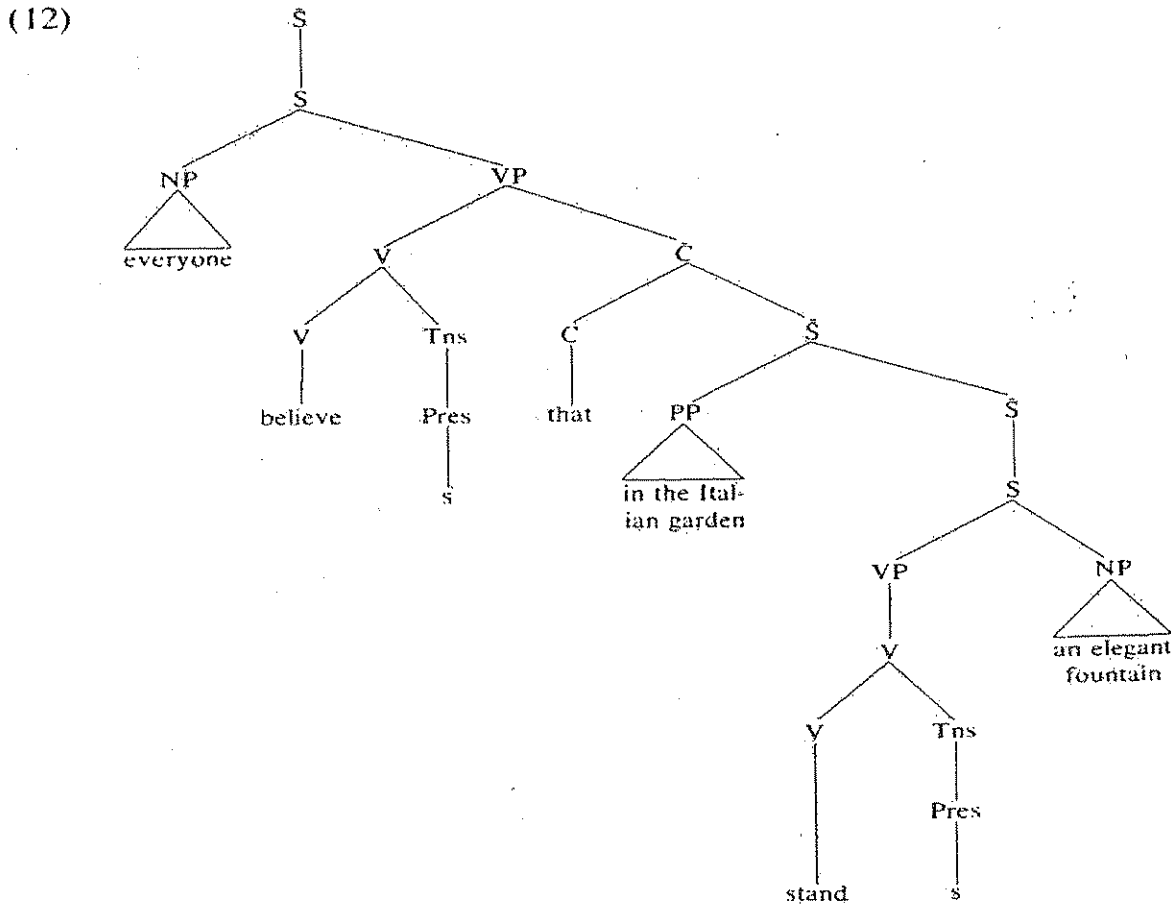 (12)
S̄
S
NP VP
everyone
V C̄
V Tns C S̄
believe Pres that PP S̄
s in the Ital-
ian garden
S
VP NP
V an elegant
fountain
V Tns
Pres
stand s